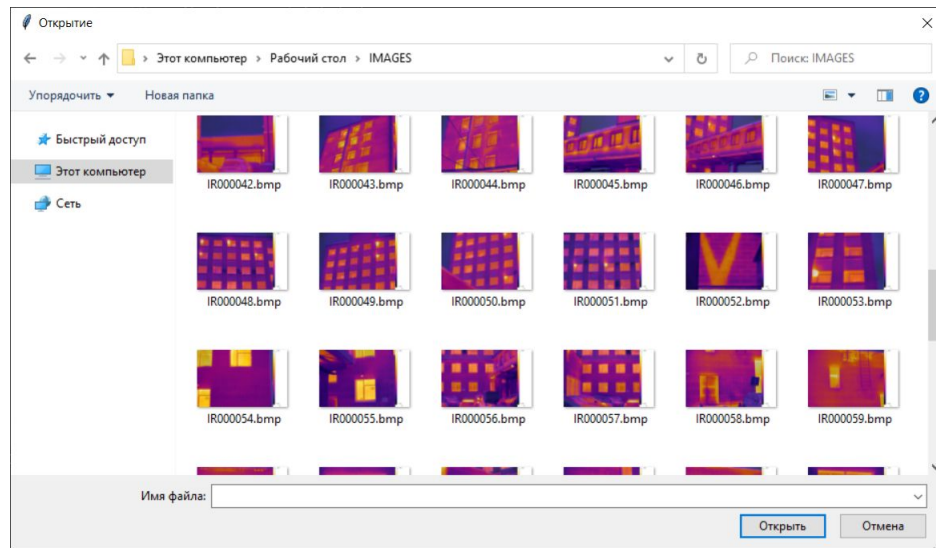 Открытие
Этот компьютер › Рабочий стол › IMAGES
Поиск: IMAGES
Упорядочить
Новая папка
?
Быстрый доступ
Этот компьютер
Сеть
IR000042.bmp IR000043.bmp IR000044.bmp IR000045.bmp IR000046.bmp IR000047.bmp
IR000048.bmp IR000049.bmp IR000050.bmp IR000051.bmp IR000052.bmp IR000053.bmp
IR000054.bmp IR000055.bmp IR000056.bmp IR000057.bmp IR000058.bmp IR000059.bmp
Имя файла:
Открыть Отмена